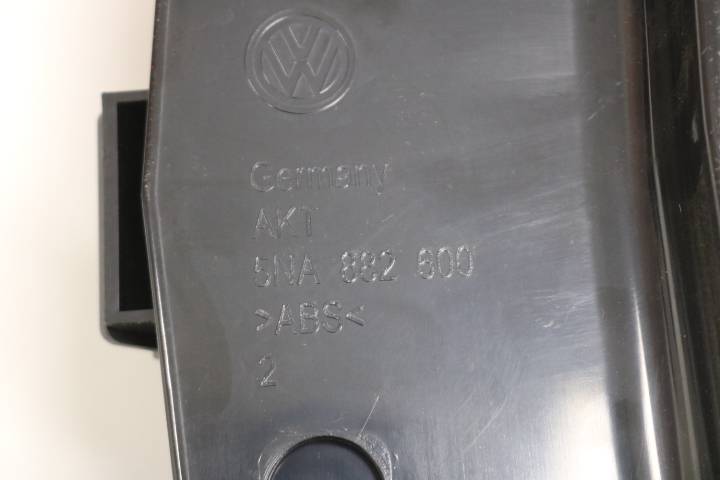 Germany
AKT
5NA 882 600
>ABS<
2